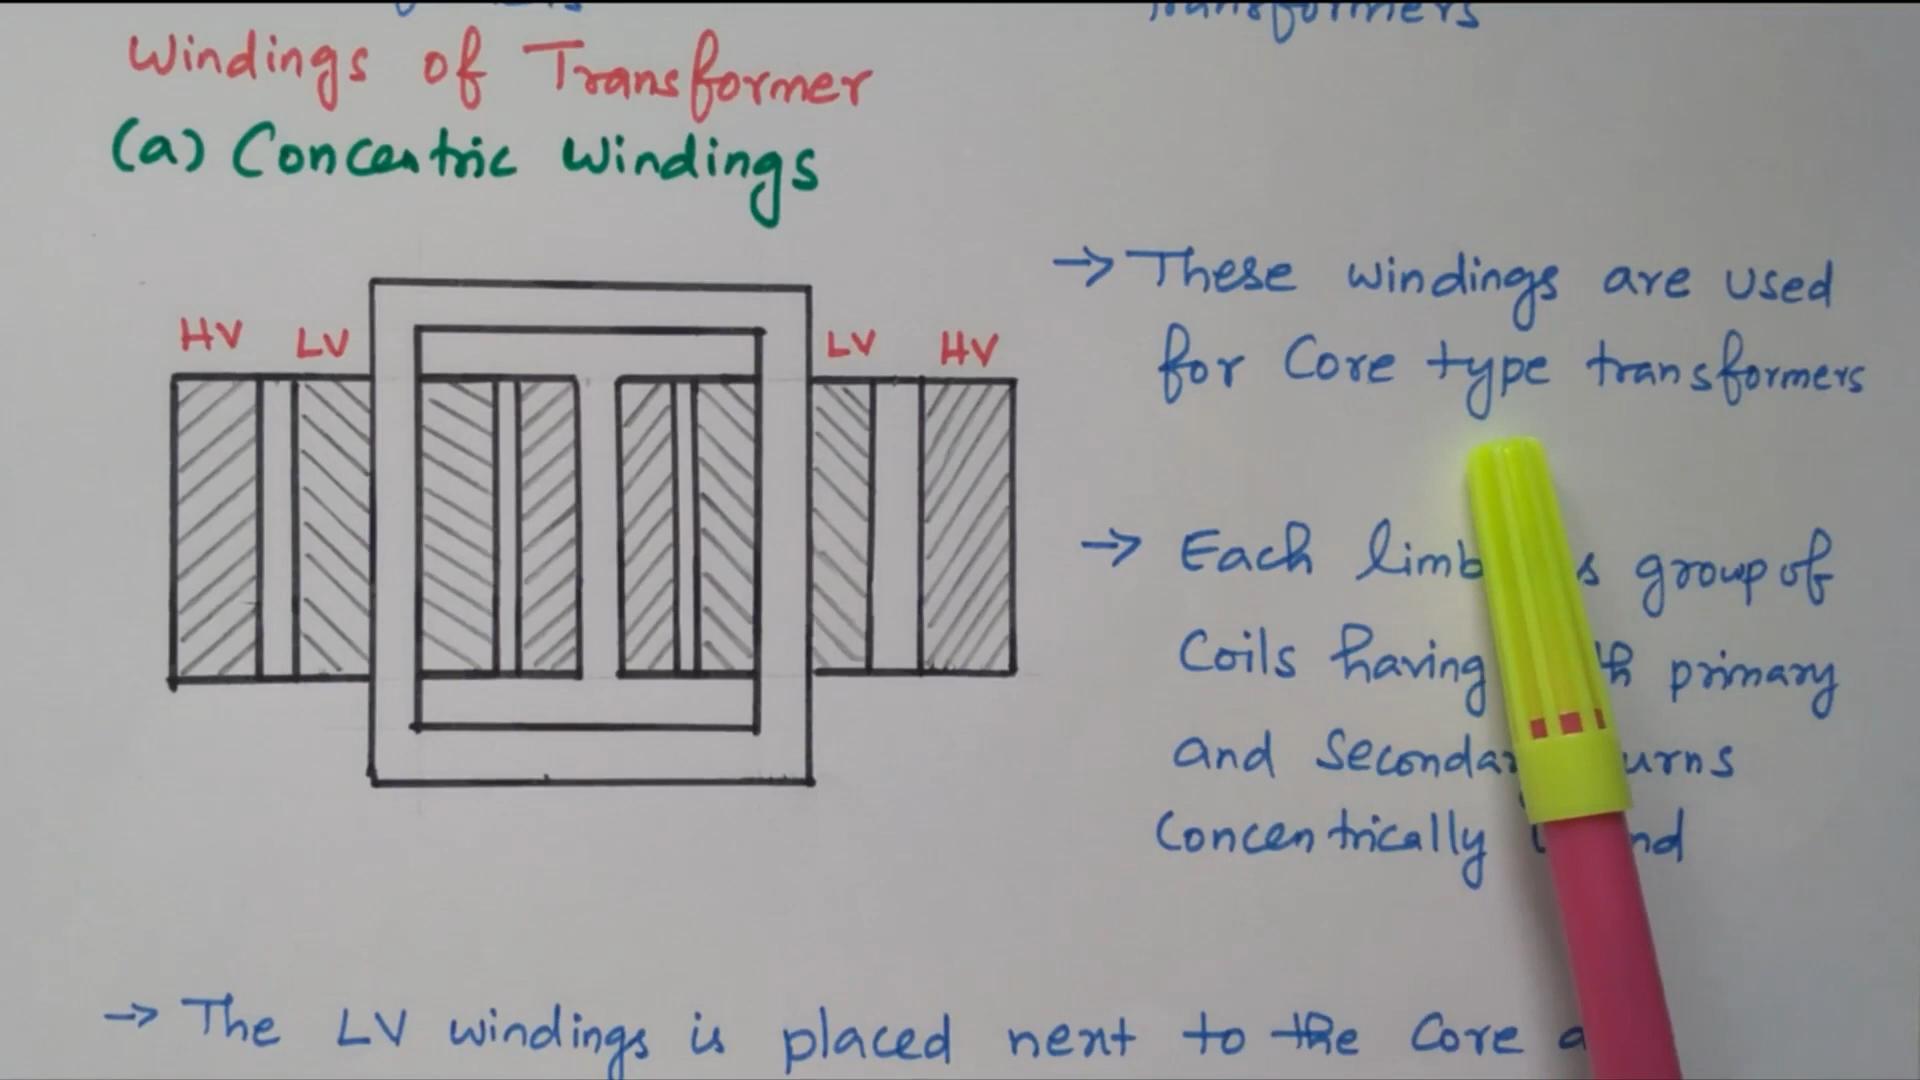 Transformers
Windings of Transformer
(a) Concentric Windings
HV LV LV HV
→ These windings are used
for Core type transformers
→ Each limb group of
Coils having primary
and
Concentrically
→ The LV windings is placed next to the Core